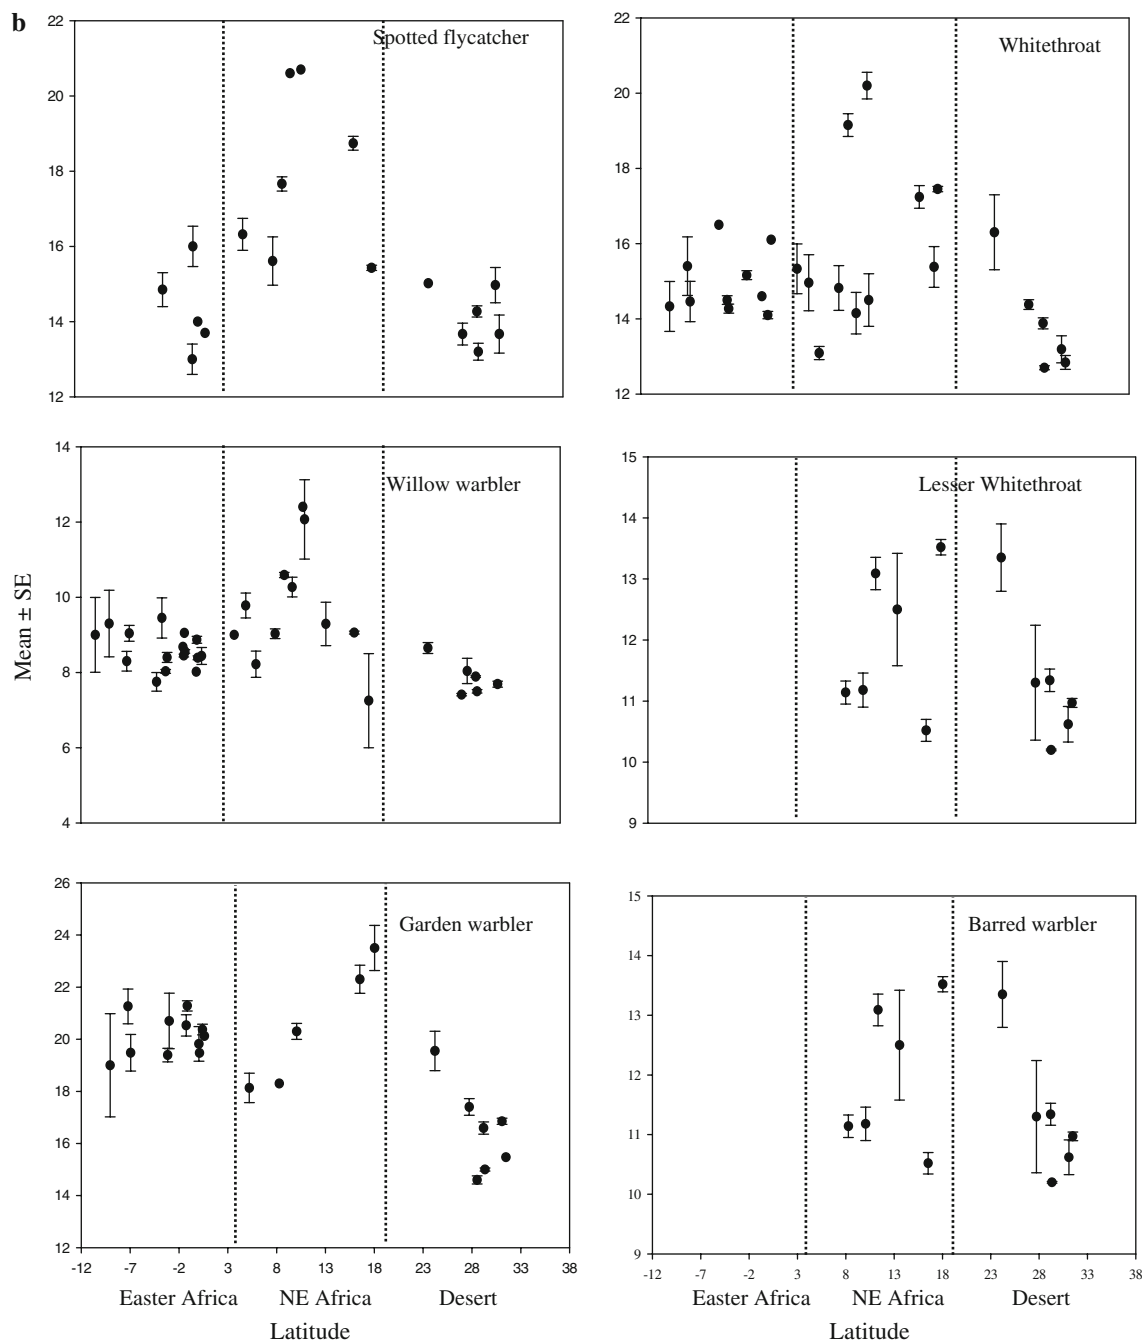 b
Spotted flycatcher
22
20
18
16
14
12
Whitethroat
22
20
18
16
14
12
Willow warbler
14
12
10
8
6
4
Mean ± SE
Lesser Whitethroat
15
14
13
12
11
10
9
Garden warbler
26
24
22
20
18
16
14
12
-12 -7 -2 3 8 13 18 23 28 33 38
Easter Africa NE Africa Desert
Latitude
Barred warbler
15
14
13
12
11
10
9
-12 -7 -2 3 8 13 18 23 28 33 38
Easter Africa NE Africa Desert
Latitude